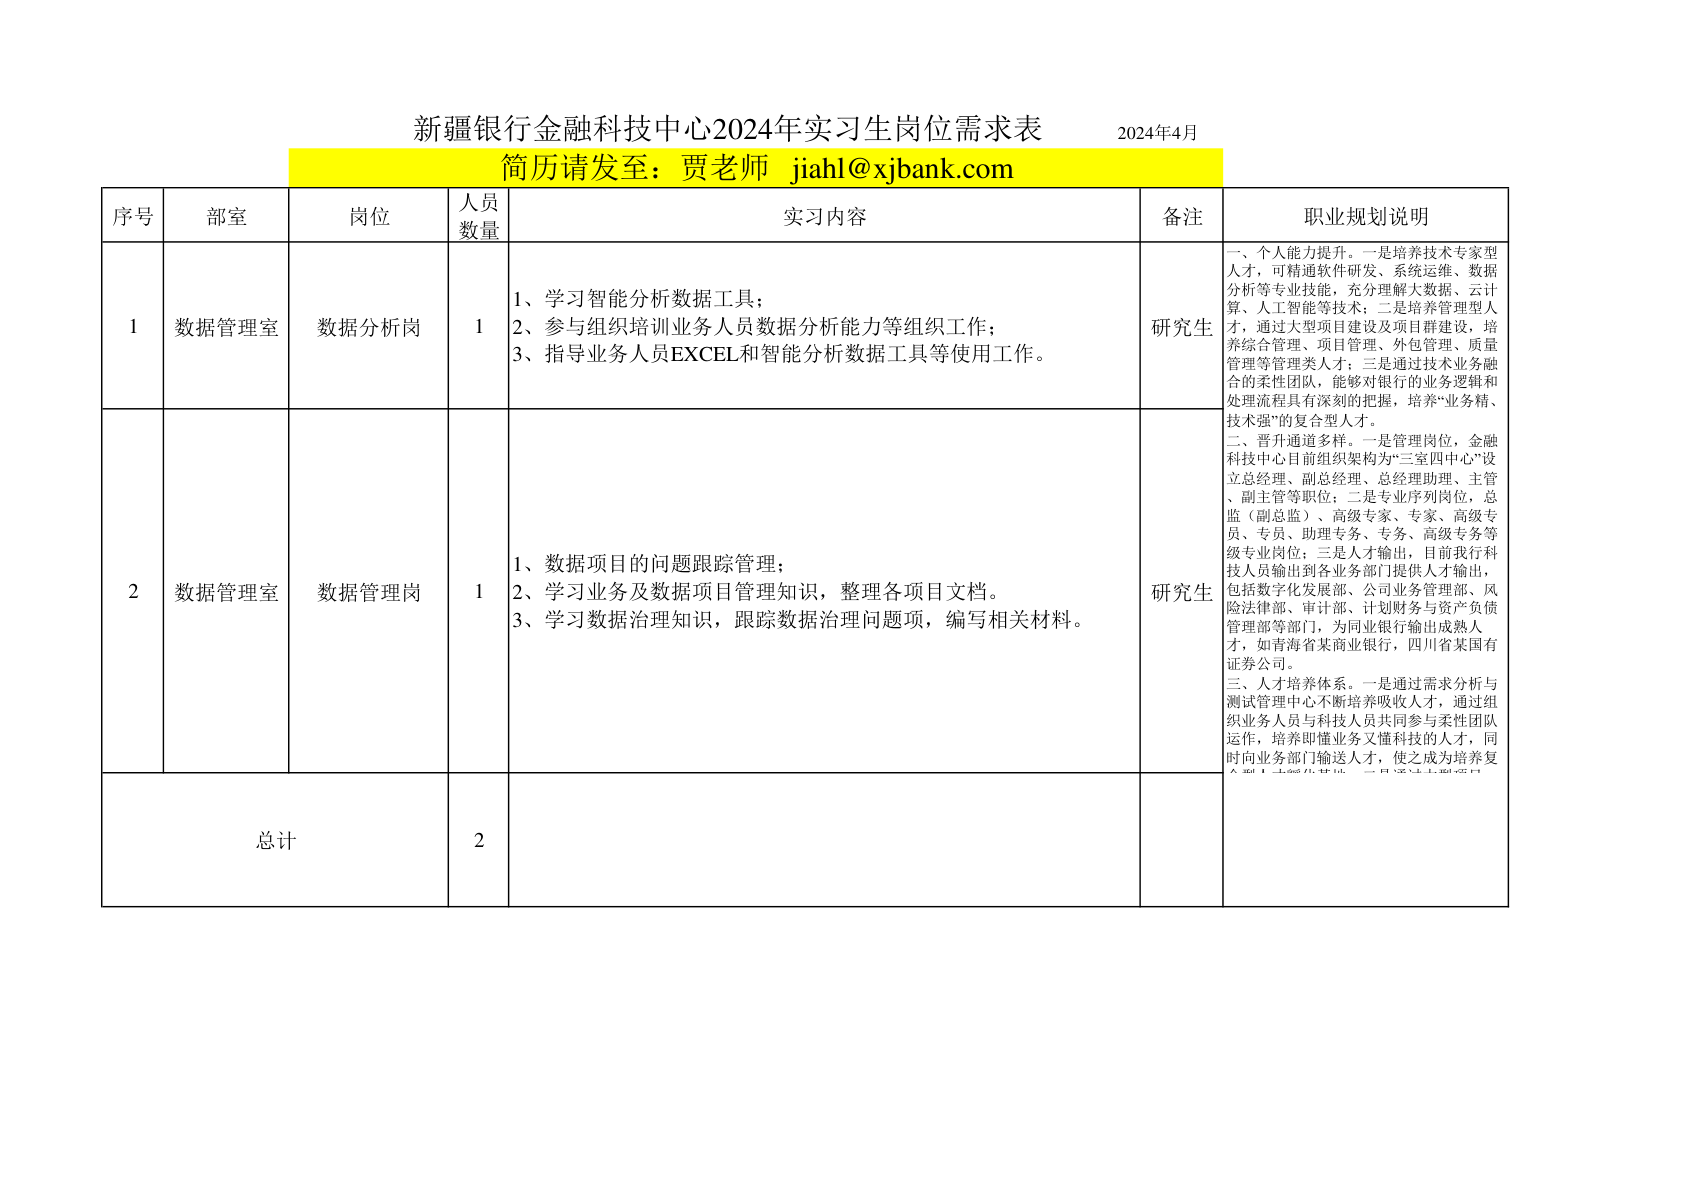 新疆银行金融科技中心2024年实习生岗位需求表 2024年4月
简历请发至：贾老师 jiahl@xjbank.com
序号 部室 岗位 人员数量 实习内容 备注 职业规划说明
1 数据管理室 数据分析岗 1
1、学习智能分析数据工具；
2、参与组织培训业务人员数据分析能力等组织工作；
3、指导业务人员EXCEL和智能分析数据工具等使用工作。
研究生
2 数据管理室 数据管理岗 1
1、数据项目的问题跟踪管理；
2、学习业务及数据项目管理知识，整理各项目文档。
3、学习数据治理知识，跟踪数据治理问题项，编写相关材料。
研究生
一、个人能力提升。一是培养技术专家型
人才，可精通软件研发、系统运维、数据
分析等专业技能，充分理解大数据、云计
算、人工智能等技术；二是培养管理型人
才，通过大型项目建设及项目群建设，培
养综合管理、项目管理、外包管理、质量
管理等管理类人才；三是通过技术业务融
合的柔性团队，能够对银行的业务逻辑和
处理流程具有深刻的把握，培养“业务精、
技术强”的复合型人才。
二、晋升通道多样。一是管理岗位，金融
科技中心目前组织架构为“三室四中心”设
立总经理、副总经理、总经理助理、主管
、副主管等职位；二是专业序列岗位，总
监（副总监）、高级专家、专家、高级专
员、专员、助理专务、专务、高级专务等
级专业岗位；三是人才输出，目前我行科
技人员输出到各业务部门提供人才输出，
包括数字化发展部、公司业务管理部、风
险法律部、审计部、计划财务与资产负债
管理部等部门，为同业银行输出成熟人
才，如青海省某商业银行，四川省某国有
证券公司。
三、人才培养体系。一是通过需求分析与
测试管理中心不断培养吸收人才，通过组
织业务人员与科技人员共同参与柔性团队
运作，培养即懂业务又懂科技的人才，同
时向业务部门输送人才，使之成为培养复
总计 2